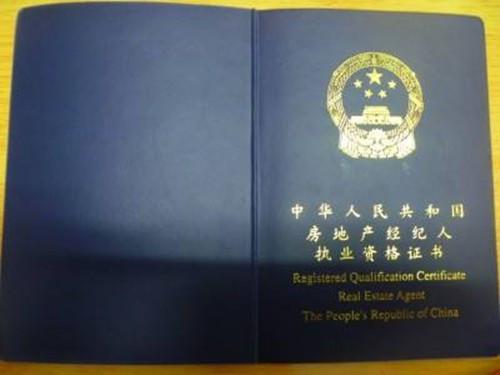 中华人民共和国
房地产经纪人
执业资格证书
Registered Qualification Certificate
Real Estate Agent
The People's Republic of China